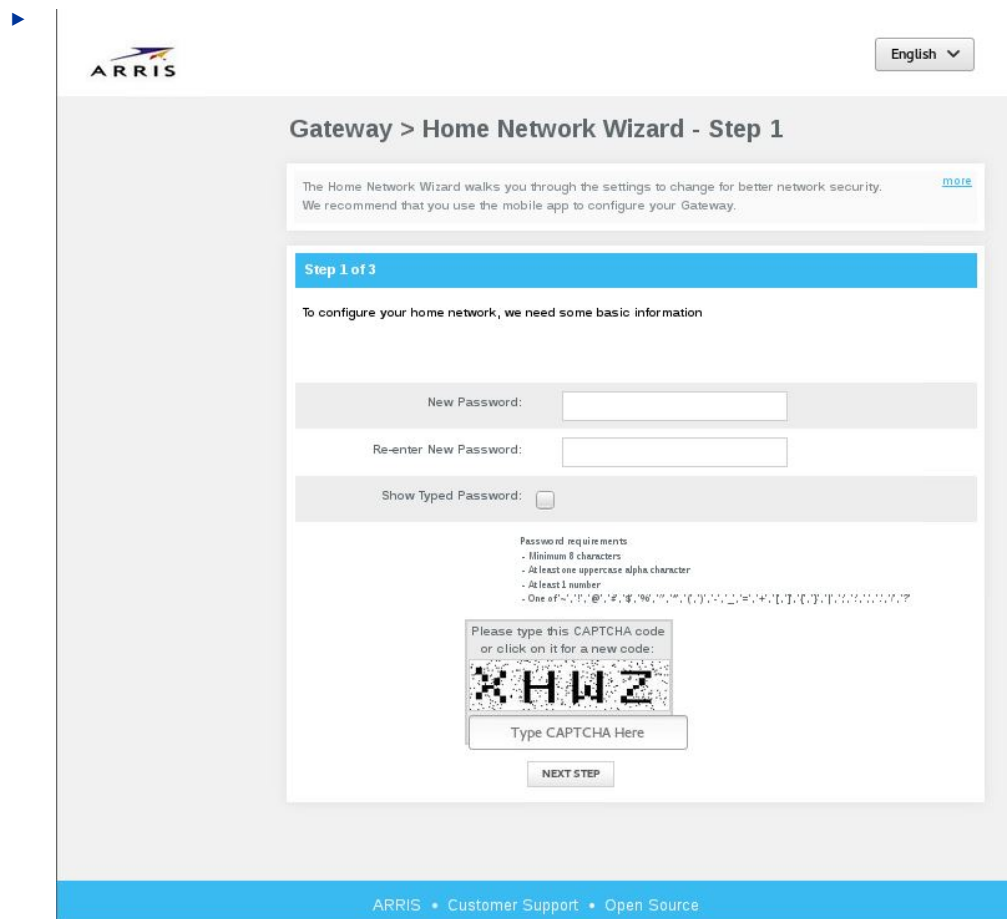 ARRIS
English
Gateway > Home Network Wizard - Step 1
The Home Network Wizard walks you through the settings to change for better network security.
more
We recommend that you use the mobile app to configure your Gateway.
Step 1 of 3
To configure your home network, we need some basic information
New Password:
Re-enter New Password:
Show Typed Password:
Password requirements
- Minimum 8 characters
- At least one uppercase alpha character
- At least 1 number
- One of
Please type this CAPTCHA code
or click on it for a new code:
XHWZ
Type CAPTCHA Here
NEXT STEP
ARRIS • Customer Support • Open Source